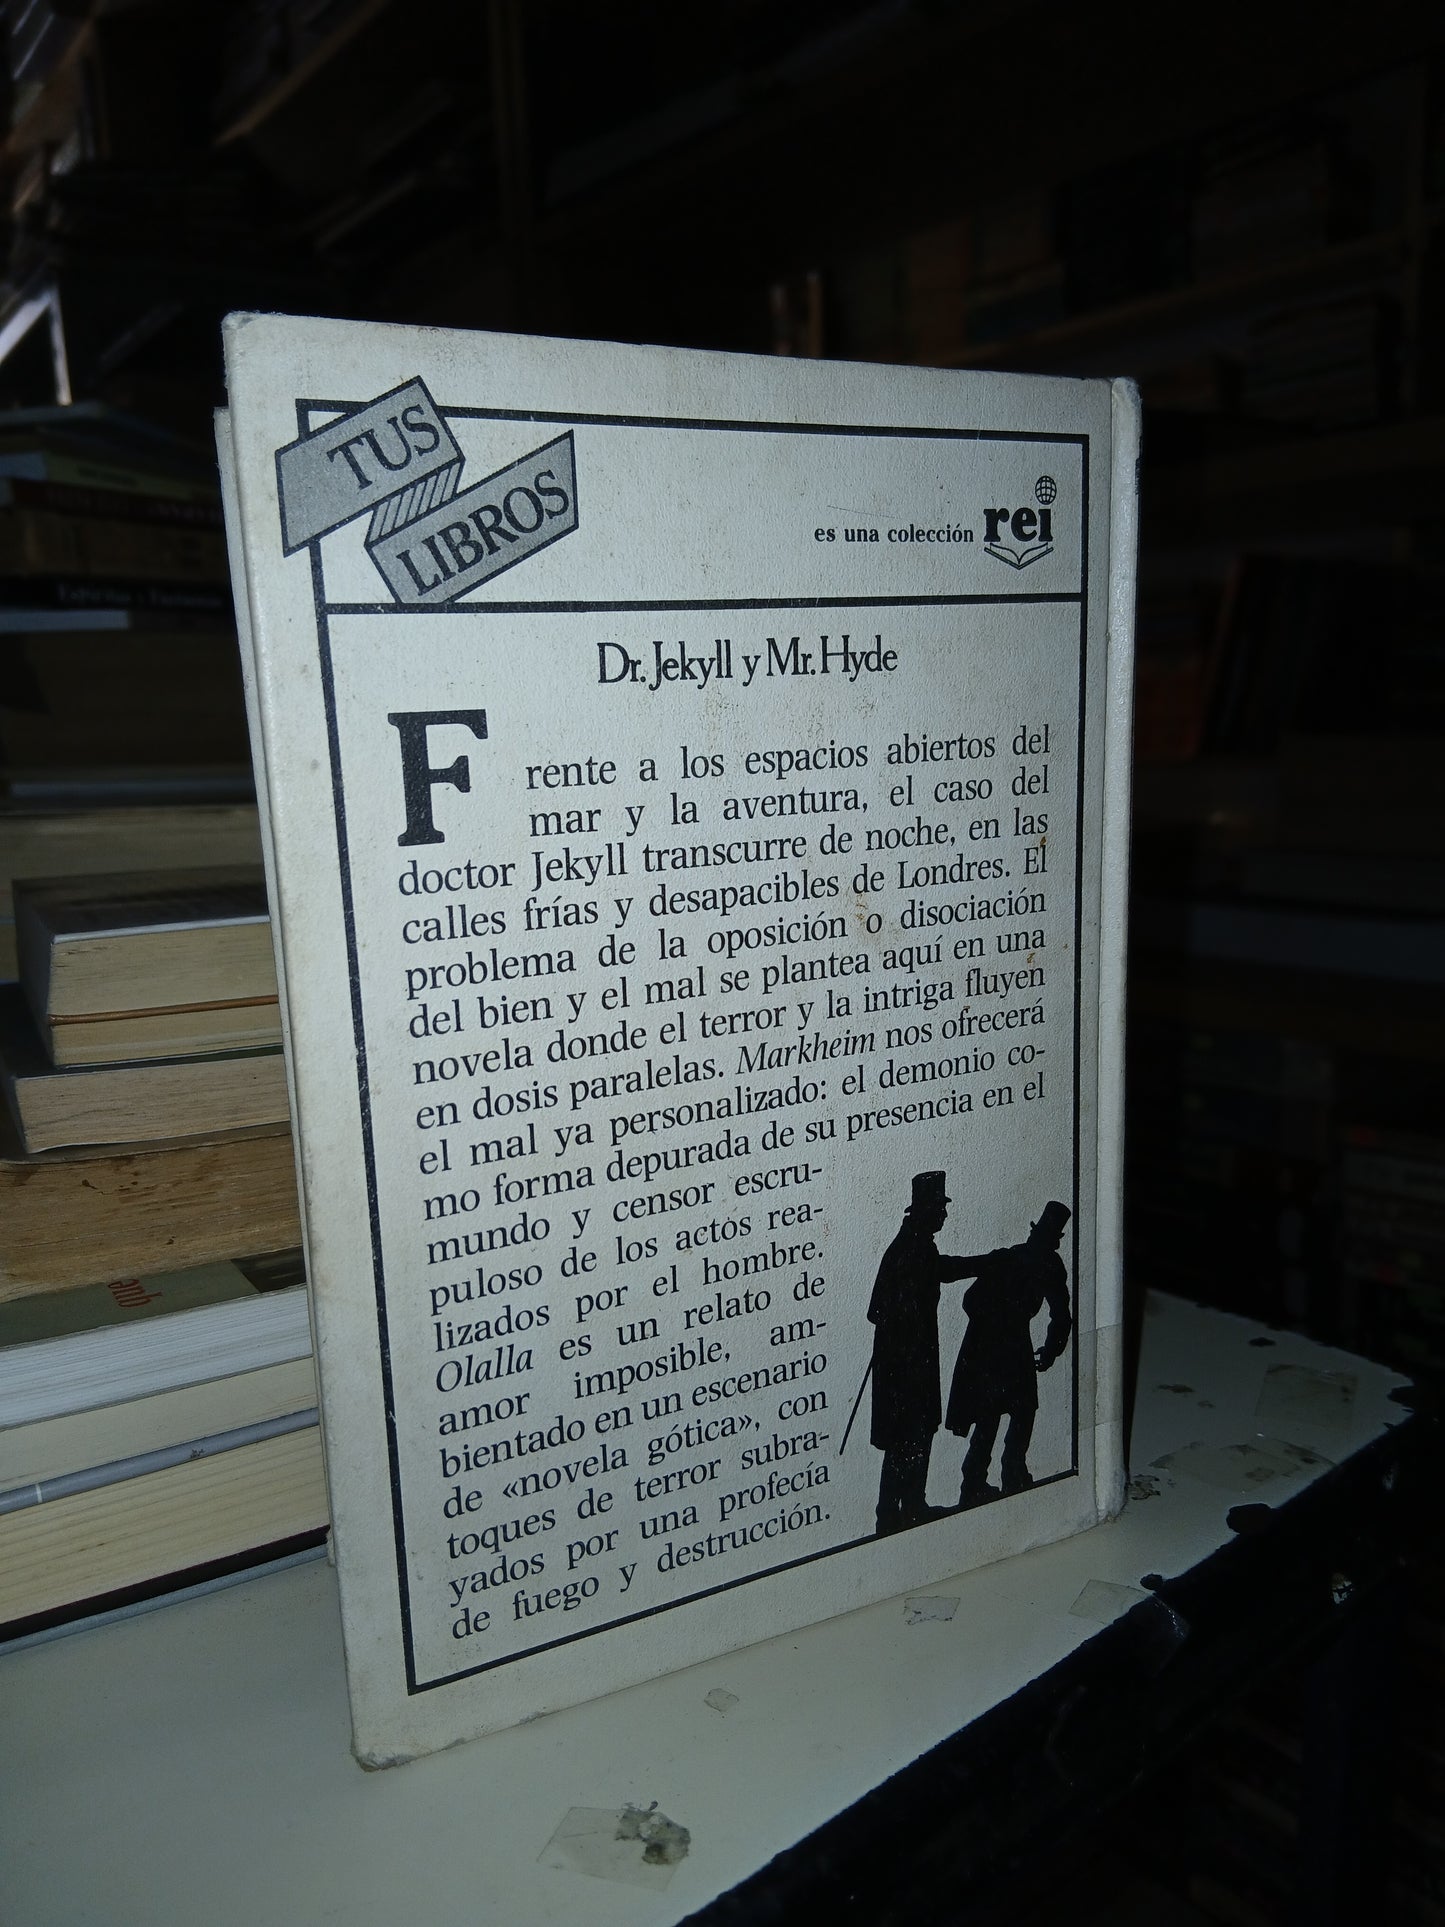 TUS
LIBROS
es una colección rei
Dr. Jekyll y Mr. Hyde
Frente a los espacios abiertos del
mar y la aventura, el caso del
doctor Jekyll transcurre de noche, en las
calles frías y desapacibles de Londres. El
problema de la oposición o disociación
del bien y el mal se plantea aquí en una
novela donde el terror y la intriga fluyen
en dosis paralelas. Markheim nos ofrecerá
el mal ya personalizado: el demonio co-
mo forma depurada de su presencia en el
mundo y censor escru-
puloso de los actos rea-
lizados por el hombre.
Olalla es un relato de
amor imposible, am-
bientado en un escenario
de «novela gótica», con
toques de terror subra-
yados por una profecía
de fuego y destrucción.